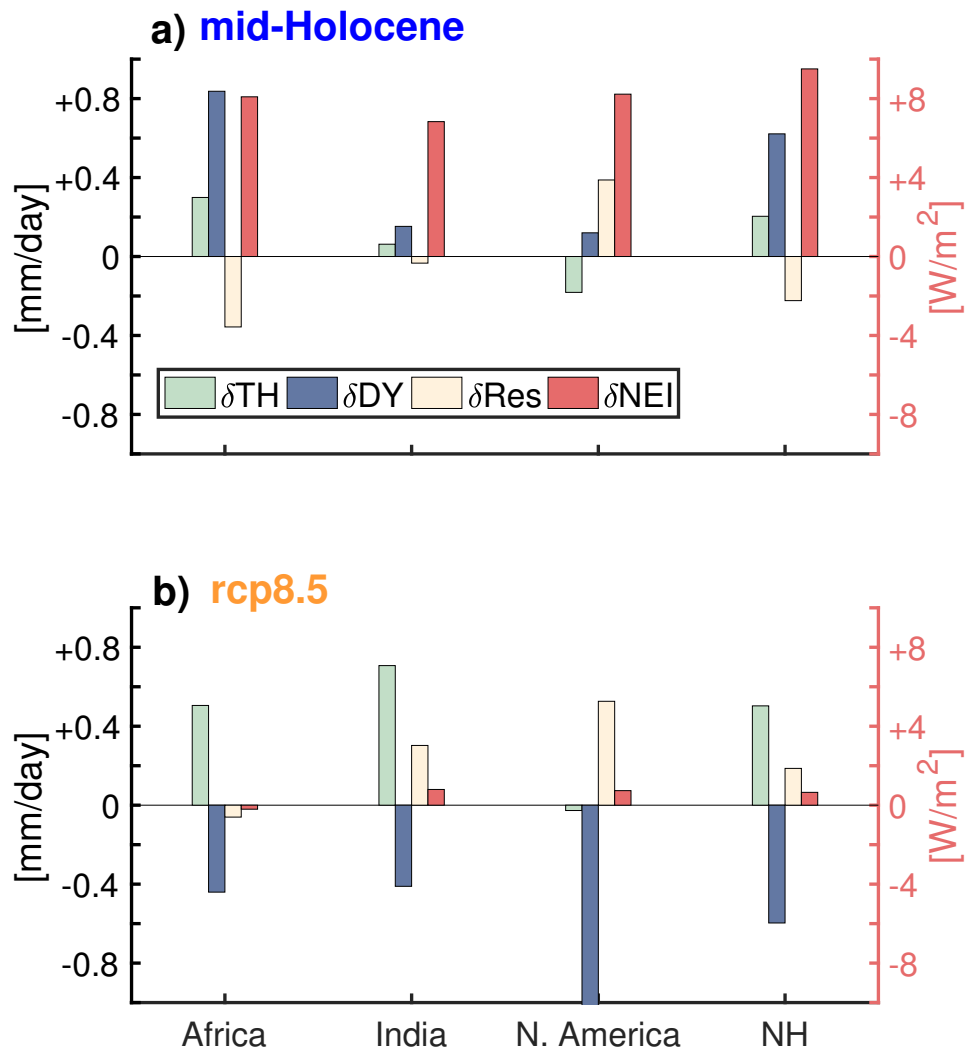 a) mid-Holocene
+0.8
+0.4
0
-0.4
-0.8
[mm/day]
+8
+4
0
-4
-8
[W/m²]
δTH δDY δRes δNEI
b) rcp8.5
+0.8
+0.4
0
-0.4
-0.8
[mm/day]
+8
+4
0
-4
-8
[W/m²]
Africa India N. America NH